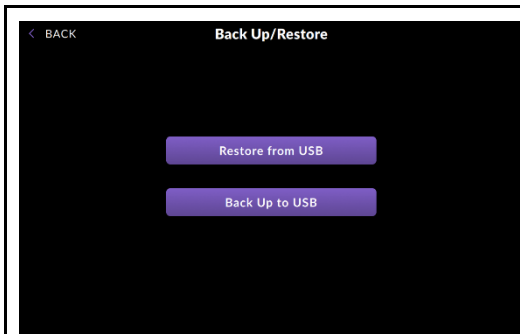 < BACK
Back Up/Restore
Restore from USB
Back Up to USB